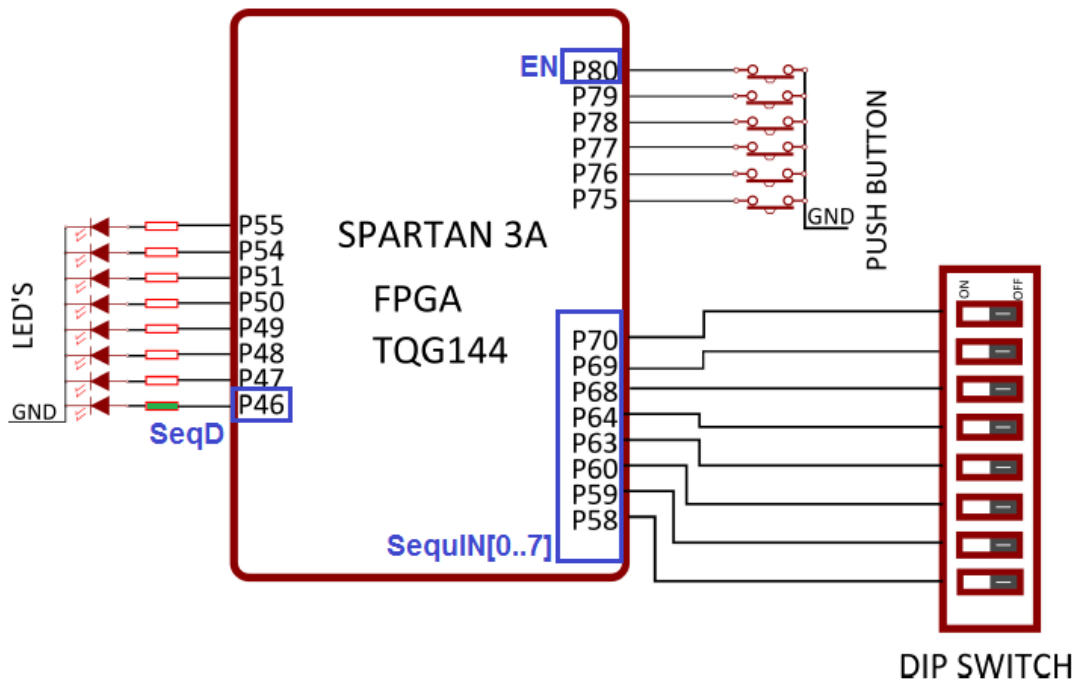 EN
P80
P79
P78
P77
P76
P75
GND
PUSH BUTTON
P55
P54
P51
P50
P49
P48
P47
P46
LED'S
GND
SeqD
SPARTAN 3A
FPGA
TQG144
P70
P69
P68
P64
P63
P60
P59
P58
SequIN[0..7]
ON
OFF
DIP SWITCH